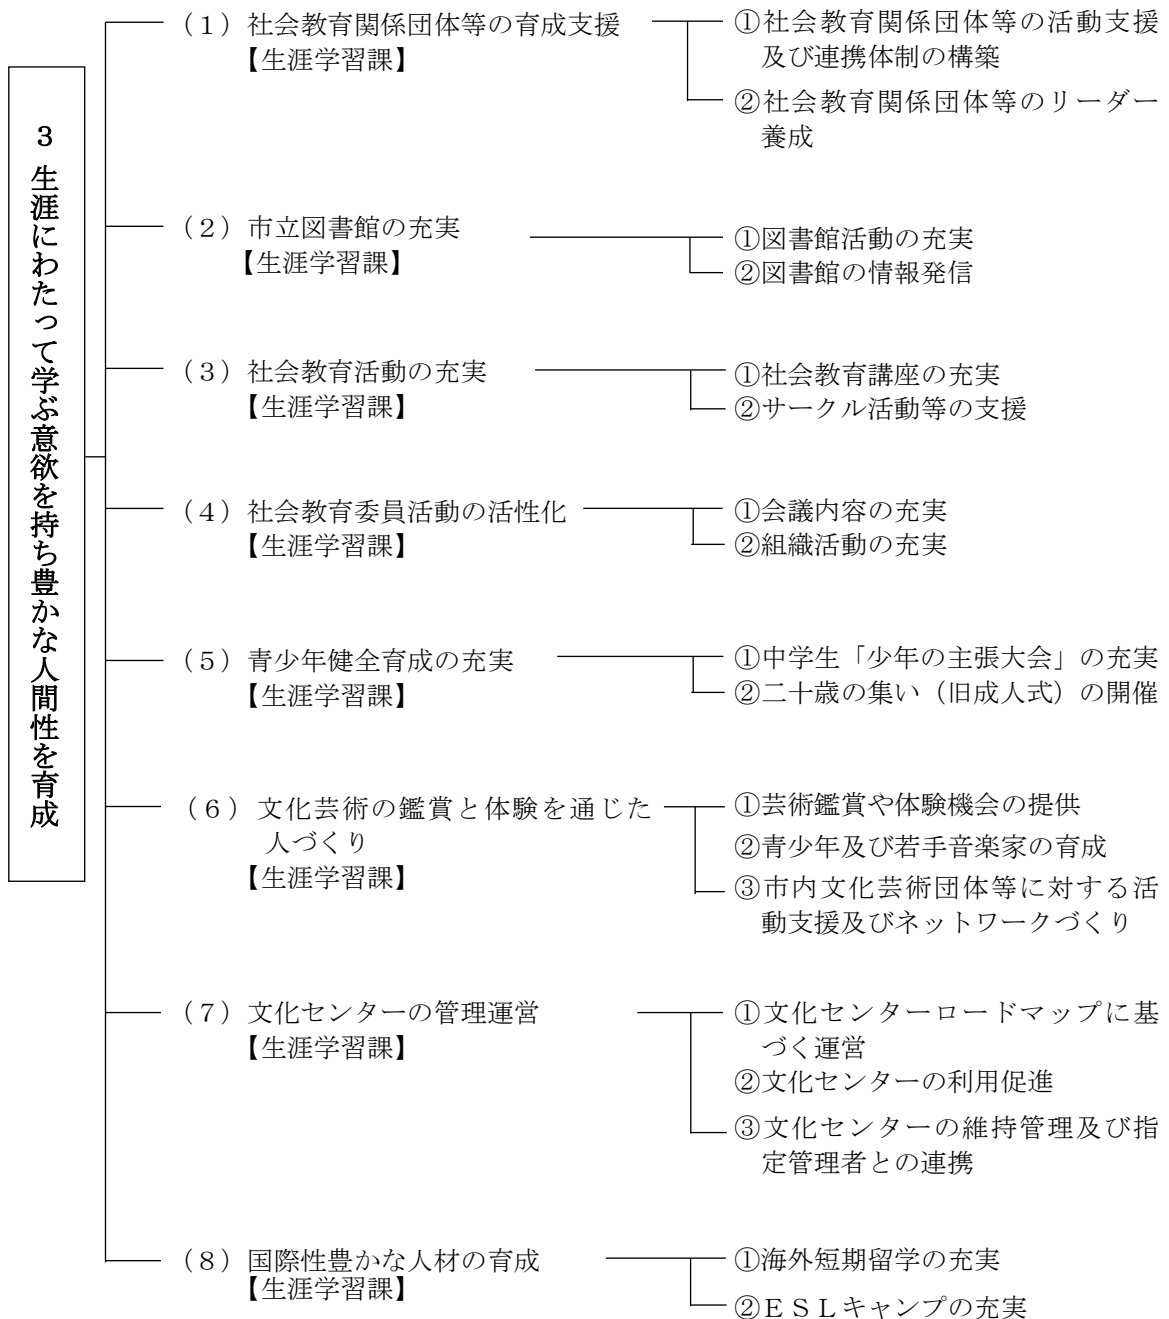 ３ 生涯にわたって学ぶ意欲を持ち豊かな人間性を育成
（１）社会教育関係団体等の育成支援
【生涯学習課】
①社会教育関係団体等の活動支援
及び連携体制の構築
②社会教育関係団体等のリーダー
養成
（２）市立図書館の充実
【生涯学習課】
①図書館活動の充実
②図書館の情報発信
（３）社会教育活動の充実
【生涯学習課】
①社会教育講座の充実
②サークル活動等の支援
（４）社会教育委員活動の活性化
【生涯学習課】
①会議内容の充実
②組織活動の充実
（５）青少年健全育成の充実
【生涯学習課】
①中学生「少年の主張大会」の充実
②二十歳の集い（旧成人式）の開催
（６）文化芸術の鑑賞と体験を通じた
人づくり
【生涯学習課】
①芸術鑑賞や体験機会の提供
②青少年及び若手音楽家の育成
③市内文化芸術団体等に対する活
動支援及びネットワークづくり
（７）文化センターの管理運営
【生涯学習課】
①文化センターロードマップに基
づく運営
②文化センターの利用促進
③文化センターの維持管理及び指
定管理者との連携
（８）国際性豊かな人材の育成
【生涯学習課】
①海外短期留学の充実
②ＥＳＬキャンプの充実